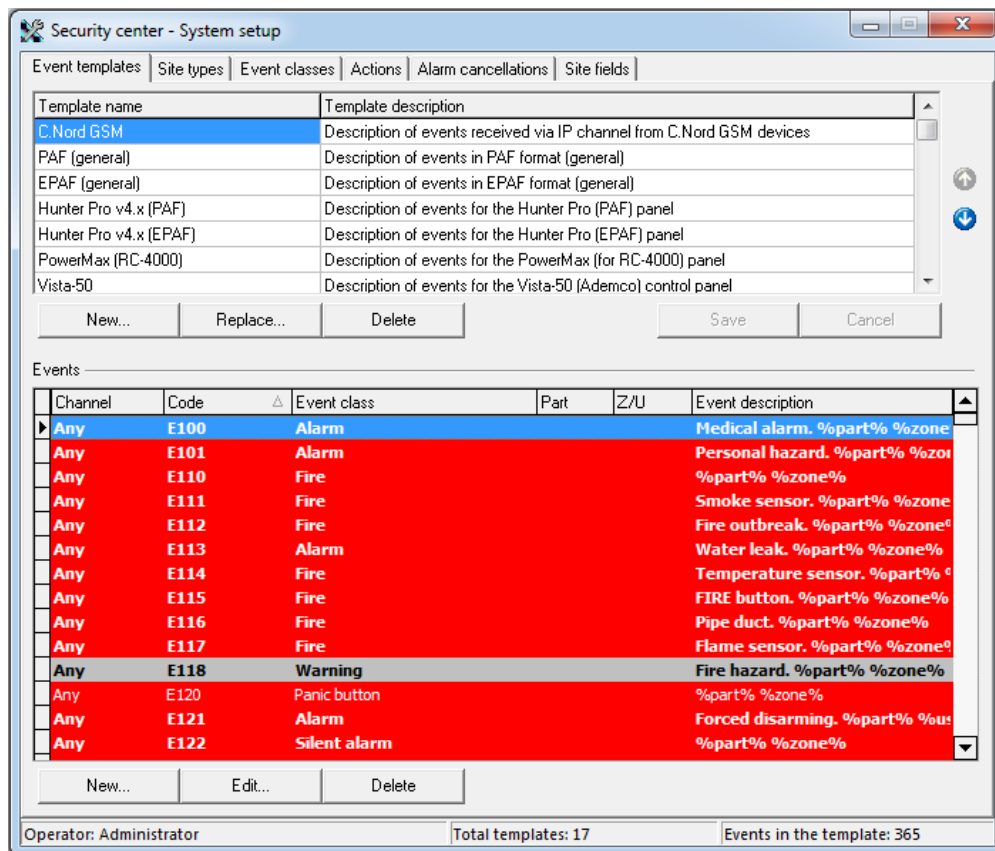 Security center - System setup
Event templates Site types Event classes Actions Alarm cancellations Site fields
Template name Template description
C.Nord GSM Description of events received via IP channel from C.Nord GSM devices
PAF (general) Description of events in PAF format (general)
EPAF (general) Description of events in EPAF format (general)
Hunter Pro v4.x (PAF) Description of events for the Hunter Pro (PAF) panel
Hunter Pro v4.x (EPAF) Description of events for the Hunter Pro (EPAF) panel
PowerMax (RC-4000) Description of events for the PowerMax (for RC-4000) panel
Vista-50 Description of events for the Vista-50 (Ademco) control panel
New... Replace... Delete Save Cancel
Events
Channel Code Event class Part Z/U Event description
Any E100 Alarm Medical alarm. %part% %zone
Any E101 Alarm Personal hazard. %part% %zo
Any E110 Fire %part% %zone%
Any E111 Fire Smoke sensor. %part% %zone
Any E112 Fire Fire outbreak. %part% %zone
Any E113 Alarm Water leak. %part% %zone%
Any E114 Fire Temperature sensor. %part%
Any E115 Fire FIRE button. %part% %zone%
Any E116 Fire Pipe duct. %part% %zone%
Any E117 Fire Flame sensor. %part% %zone
Any E118 Warning Fire hazard. %part% %zone%
Any E120 Panic button %part% %zone%
Any E121 Alarm Forced disarming. %part% %us
Any E122 Silent alarm %part% %zone%
New... Edit... Delete
Operator: Administrator Total templates: 17 Events in the template: 365